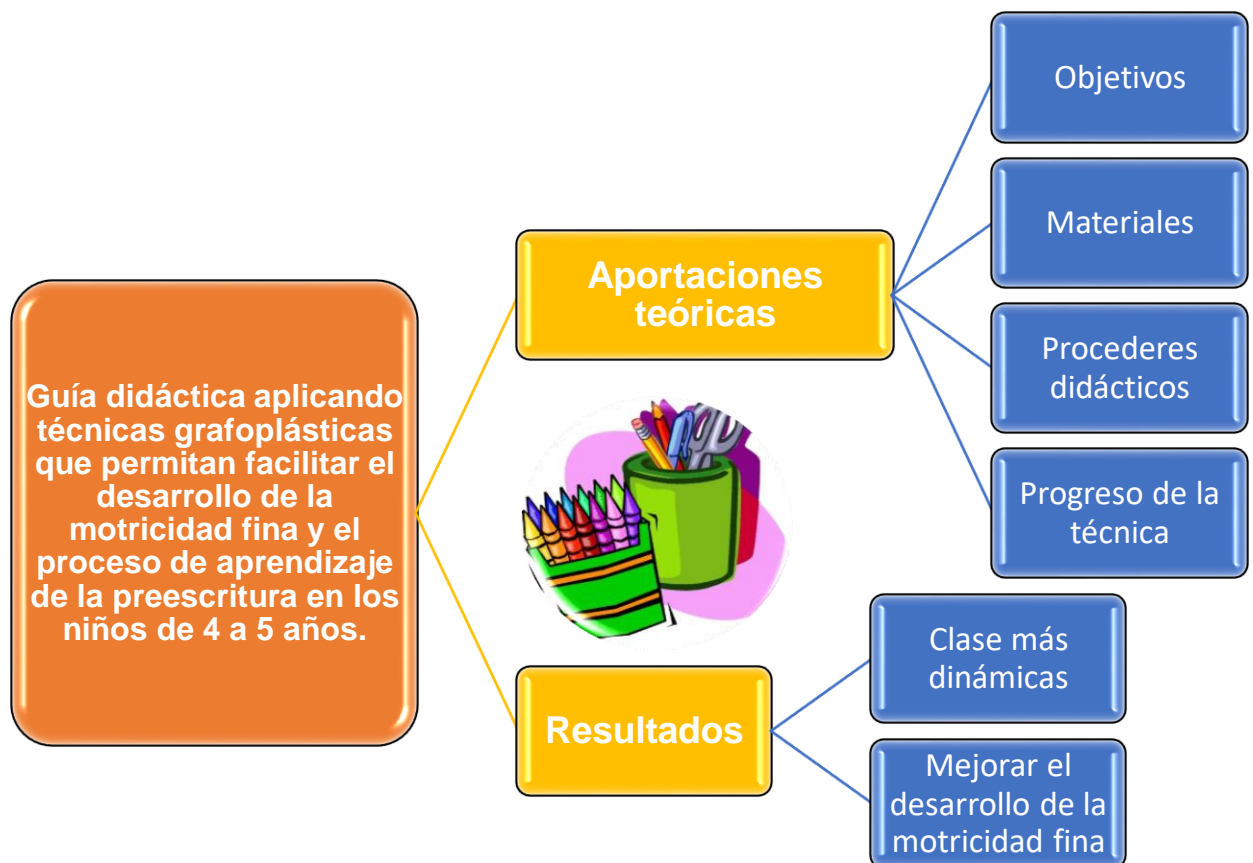 Guía didáctica aplicando
técnicas grafoplásticas
que permitan facilitar el
desarrollo de la
motricidad fina y el
proceso de aprendizaje
de la preescritura en los
niños de 4 a 5 años.
Aportaciones
teóricas
Objetivos
Materiales
Procederes
didácticos
Progreso de la
técnica
Resultados
Clase más
dinámicas
Mejorar el
desarrollo de la
motricidad fina